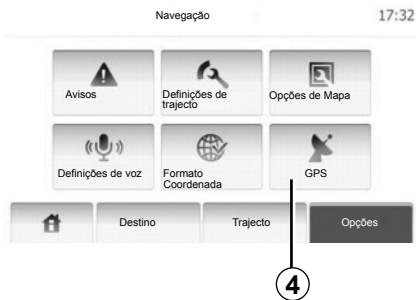 Navegação
17:32
Avisos
Definições de
trajecto
Opções de Mapa
Definições de voz
Formato
Coordenada
GPS
Destino
Trajecto
Opções
4